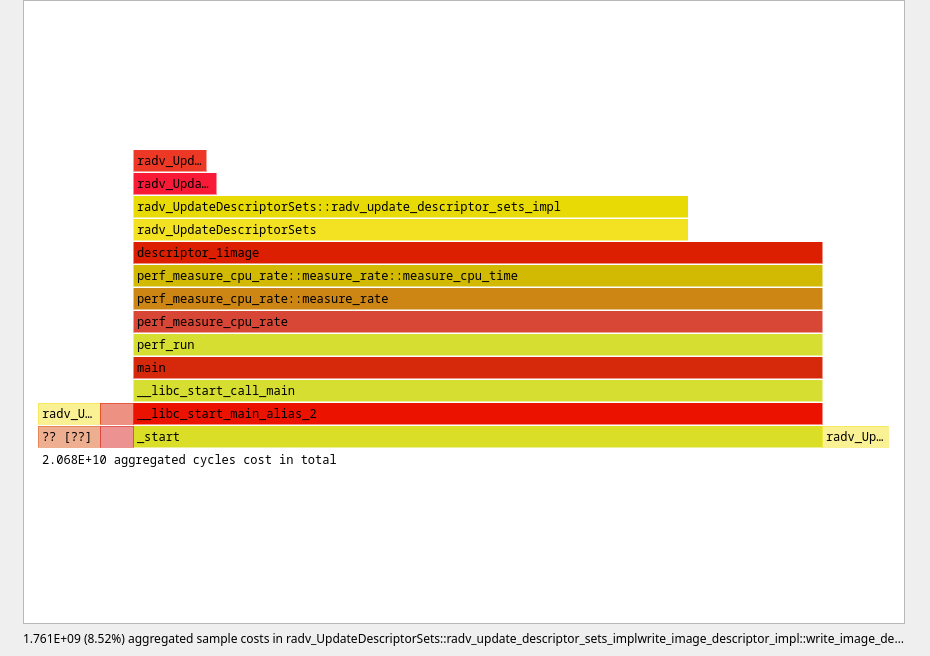 radv_Upd…
radv_Upda…
radv_UpdateDescriptorSets::radv_update_descriptor_sets_impl
radv_UpdateDescriptorSets
descriptor_1image
perf_measure_cpu_rate::measure_rate::measure_cpu_time
perf_measure_cpu_rate::measure_rate
perf_measure_cpu_rate
perf_run
main
__libc_start_call_main
radv_U… __libc_start_main_alias_2
?? [??] _start radv_Up…
2.068E+10 aggregated cycles cost in total
1.761E+09 (8.52%) aggregated sample costs in radv_UpdateDescriptorSets::radv_update_descriptor_sets_implwrite_image_descriptor_impl::write_image_de…